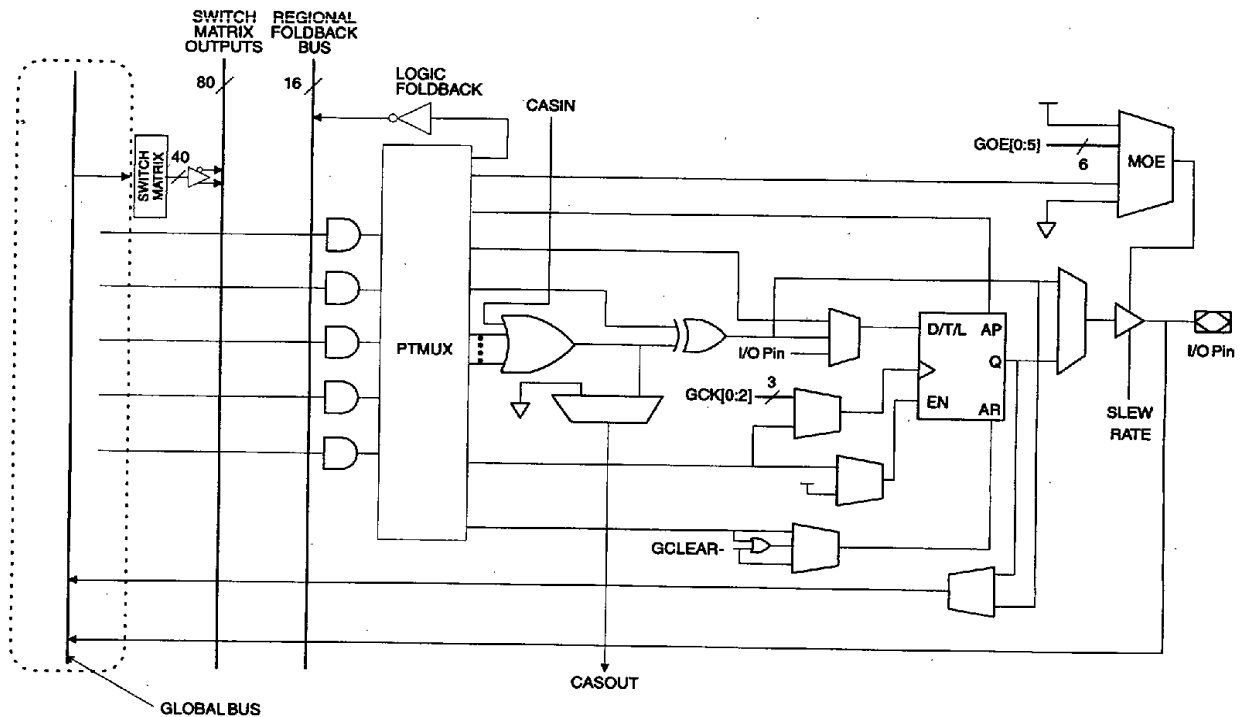 SWITCH
MATRIX
OUTPUTS
REGIONAL
FOLDBACK
BUS
80
16
LOGIC
FOLDBACK
CASIN
GOE[0:5]
6
MOE
SWITCH
MATRIX
40
PTMUX
I/O Pin
D/T/L
AP
Q
EN
AR
GCK[0:2]
3
I/O Pin
SLEW
RATE
GCLEAR-
CASOUT
GLOBAL BUS